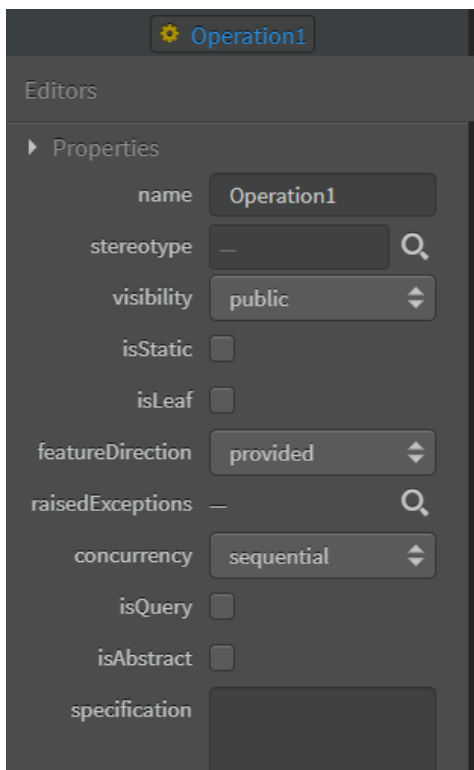 Operation1
Editors
Properties
name Operation1
stereotype —
visibility public
isStatic
isLeaf
featureDirection provided
raisedExceptions —
concurrency sequential
isQuery
isAbstract
specification